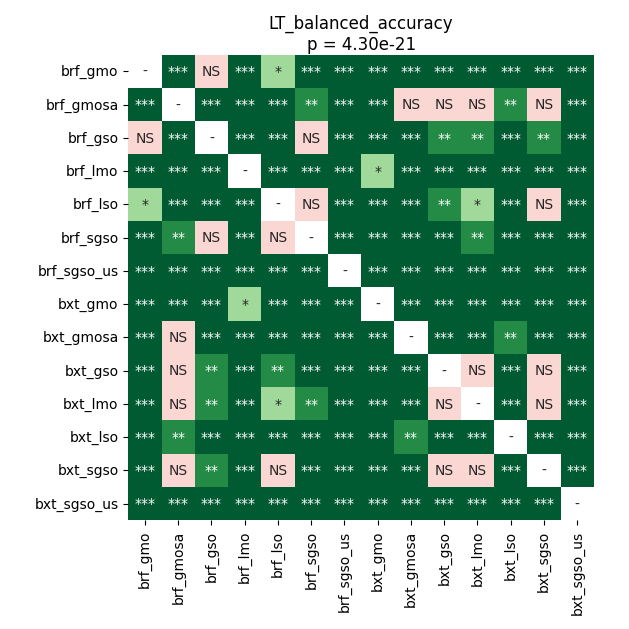 LT_balanced_accuracy
p = 4.30e-21
brf_gmo - *** NS *** * *** *** *** *** *** *** *** *** ***
brf_gmosa *** - *** *** *** ** *** *** NS NS NS ** NS ***
brf_gso NS *** - *** *** NS *** *** *** ** ** *** ** ***
brf_lmo *** *** *** - *** *** *** * *** *** *** *** *** ***
brf_lso * *** *** *** - NS *** *** *** ** * *** NS ***
brf_sgso *** ** NS *** NS - *** *** *** *** ** *** *** ***
brf_sgso_us *** *** *** *** *** *** - *** *** *** *** *** *** ***
bxt_gmo *** *** *** * *** *** *** - *** *** *** *** *** ***
bxt_gmosa *** NS *** *** *** *** *** *** - *** *** ** *** ***
bxt_gso *** NS ** *** ** *** *** *** *** - NS *** NS ***
bxt_lmo *** NS ** *** * ** *** *** *** NS - *** NS ***
bxt_lso *** ** *** *** *** *** *** *** ** *** *** - *** ***
bxt_sgso *** NS ** *** NS *** *** *** *** NS NS *** - ***
bxt_sgso_us *** *** *** *** *** *** *** *** *** *** *** *** *** -
brf_gmo brf_gmosa brf_gso brf_lmo brf_lso brf_sgso brf_sgso_us bxt_gmo bxt_gmosa bxt_gso bxt_lmo bxt_lso bxt_sgso bxt_sgso_us